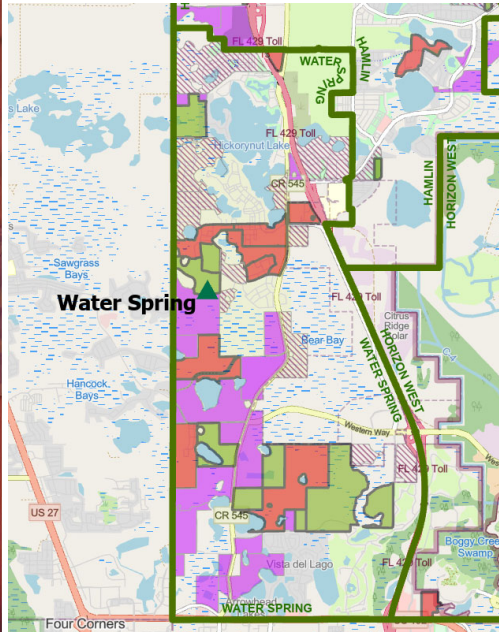 FL 429 Toll
WATER SPRING
HAMLIN
s Lake
FL 429 Toll
Hickorynut Lake
CR 545
HAMLIN
HORIZON WEST
Sawgrass
Bays
Water Spring
FL 429 Toll
Citrus
Ridge
Solar
Bear Bay
HORIZON WEST
WATER SPRING
C-4
Hancock
Bays
Western Way
Wes
FL 429 Toll
US 27
CR 545
Boggy Cree
Swamp
Vista del Lago
FL 429 Toll
Arrowhead
WATER SPRING
Four Corners